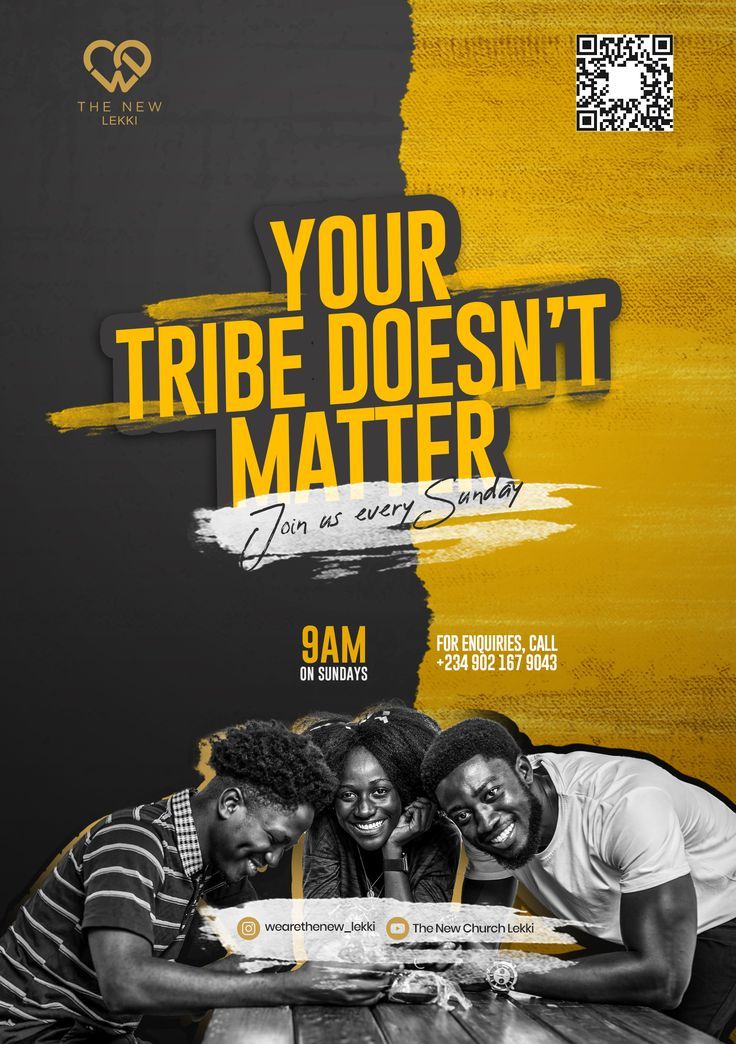 THE NEW
LEKKI
YOUR
TRIBE DOESN'T
MATTER
Join us every Sunday
9AM
ON SUNDAYS
FOR ENQUIRIES, CALL
+234 902 167 9043
wearethenew_lekki
The New Church Lekki